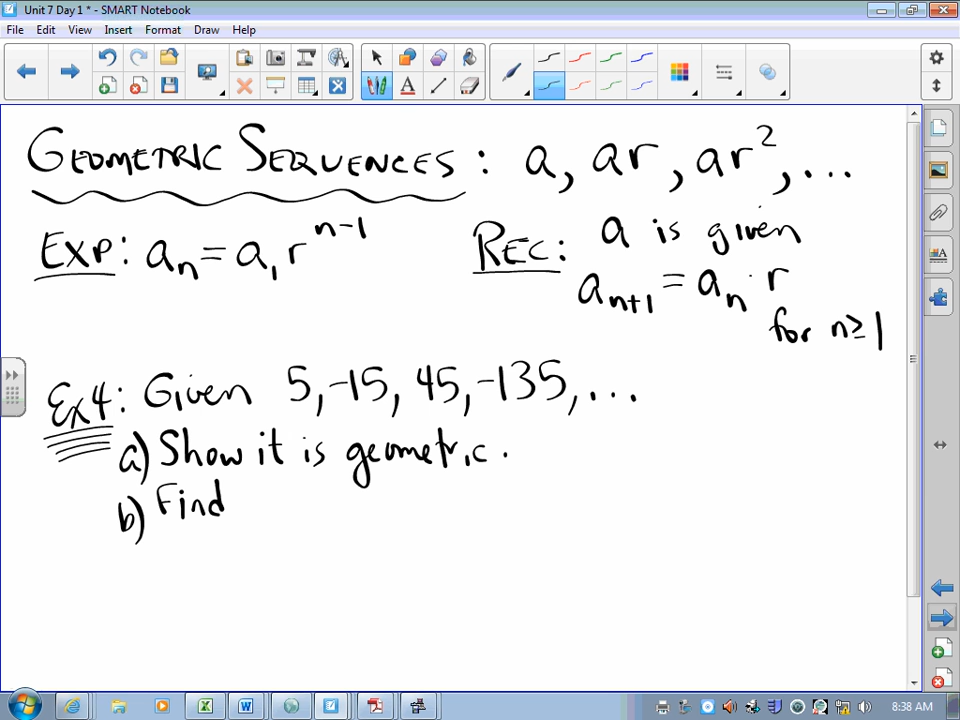 Unit 7 Day 1 * - SMART Notebook
File Edit View Insert Format Draw Help
GEOMETRIC SEQUENCES: a, ar, ar², ...
EXP: aₙ = a₁ rⁿ⁻¹
REC: a is given
aₙ₊₁ = aₙ · r
for n ≥ 1
Ex4: Given 5, -15, 45, -135, ...
a) Show it is geometric.
b) Find
8:38 AM